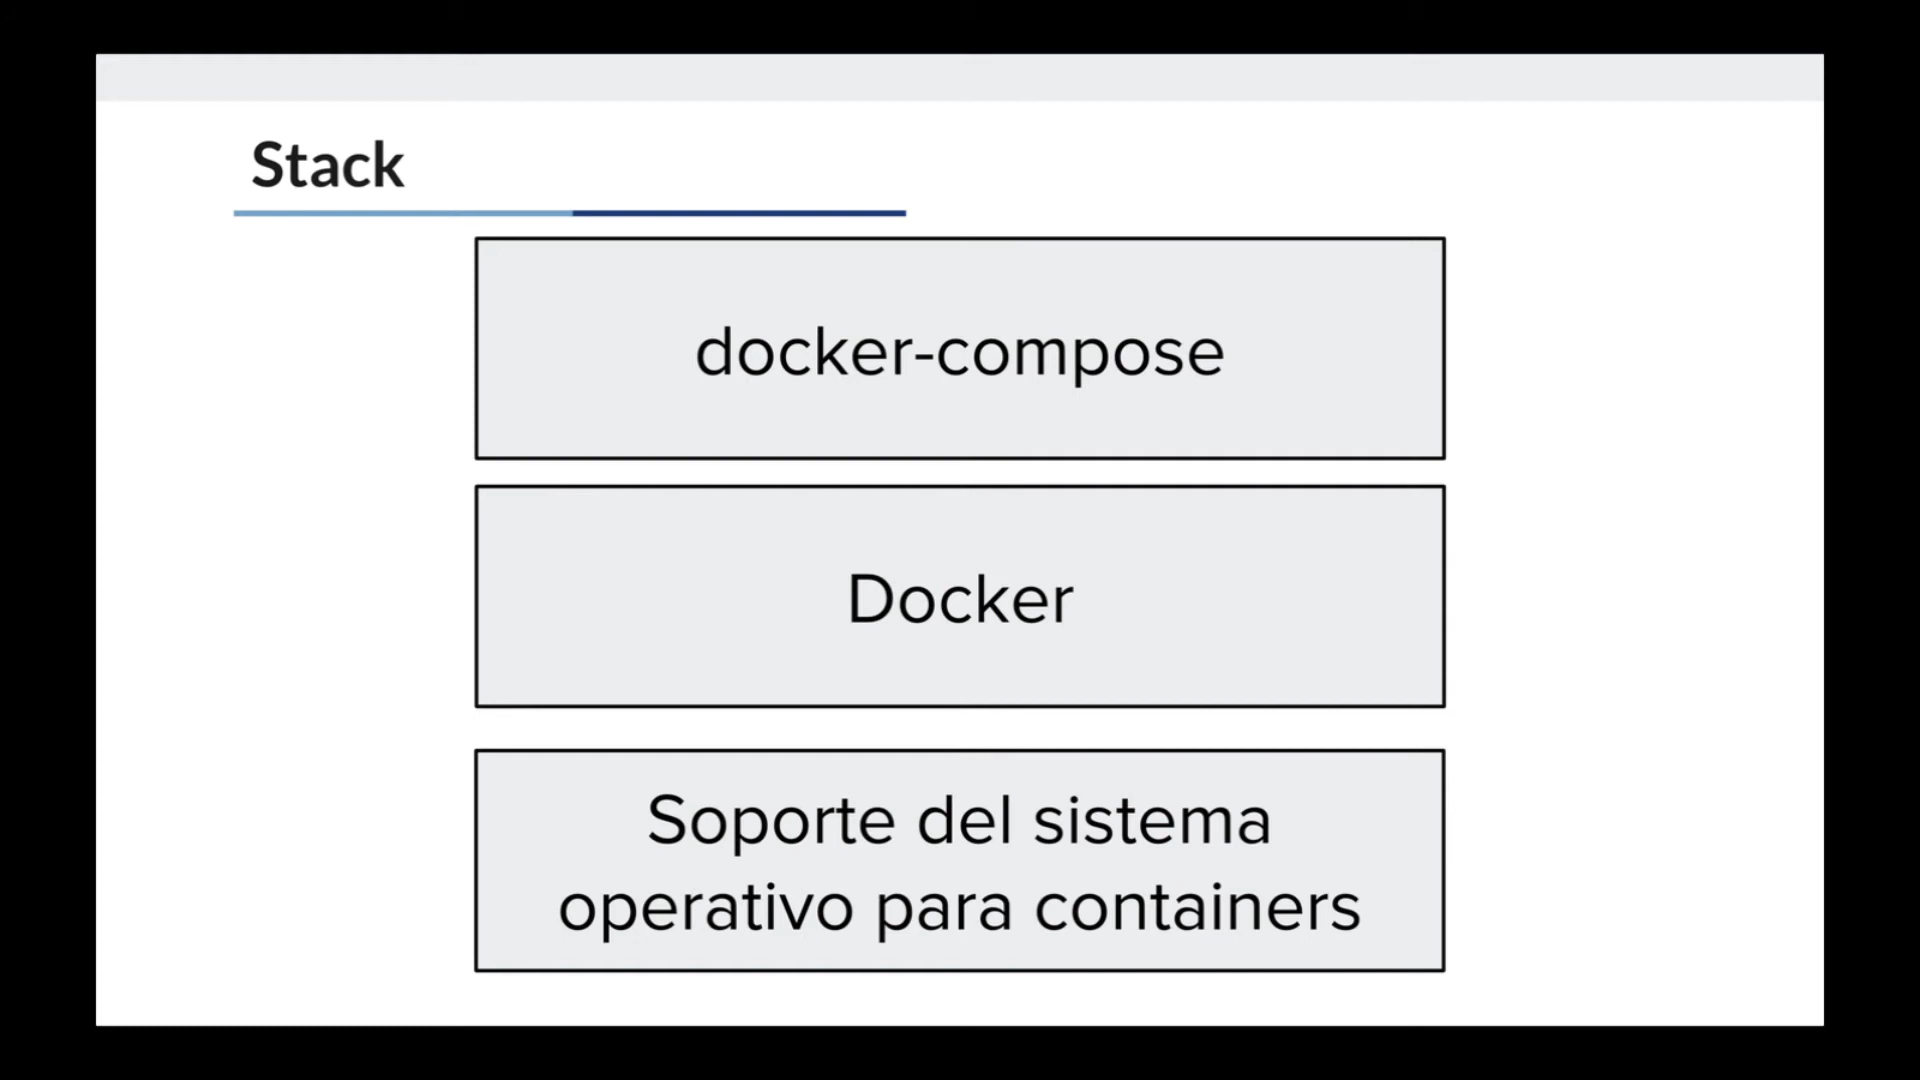 Stack
docker-compose
Docker
Soporte del sistema
operativo para containers